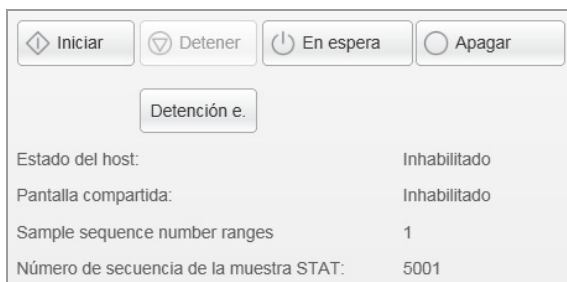 Iniciar Detener En espera Apagar
Detención e.
Estado del host: Inhabilitado
Pantalla compartida: Inhabilitado
Sample sequence number ranges 1
Número de secuencia de la muestra STAT: 5001